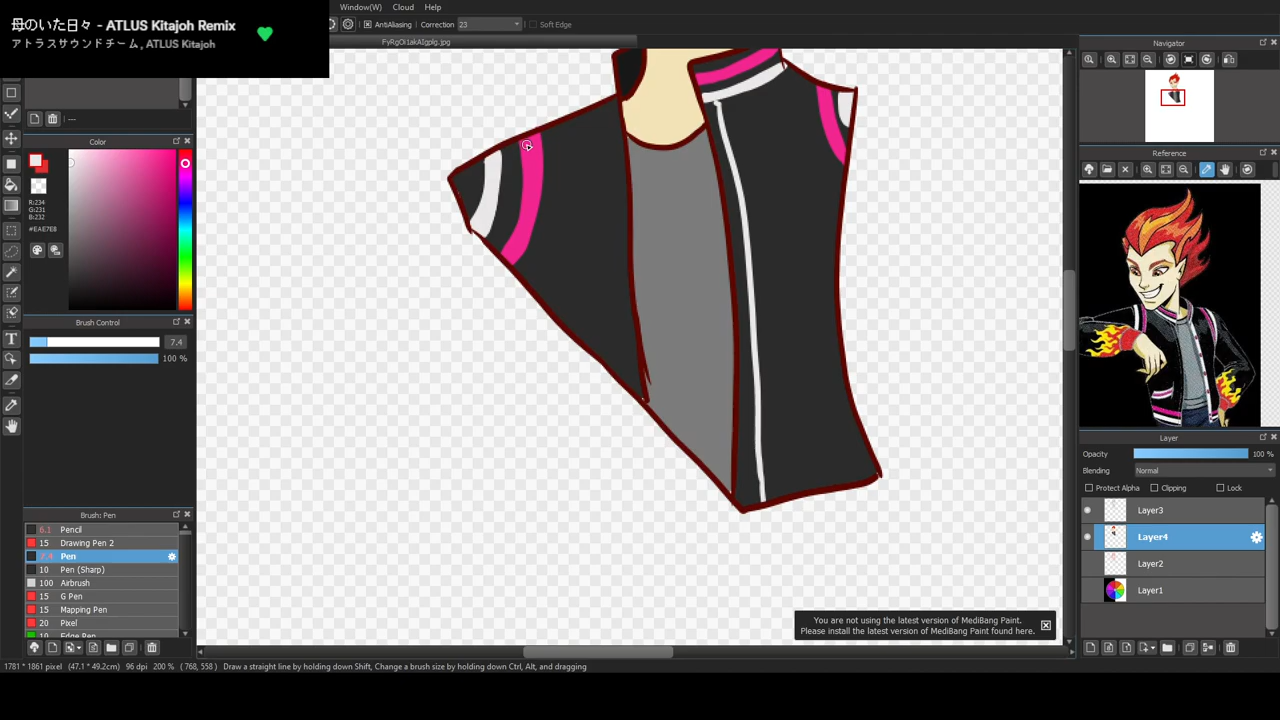 母のいた日々 - ATLUS Kitajoh Remix
アトラスサウンドチーム, ATLUS Kitajoh
Window(W) Cloud Help
AntiAliasing Correction 23 Soft Edge
Navigator
---
Color
R:234
G:231
B:232
#EAE7E8
Brush Control
7.4
100 %
Reference
Brush: Pen
6.1 Pencil
15 Drawing Pen 2
7.4 Pen
10 Pen (Sharp)
100 Airbrush
15 G Pen
15 Mapping Pen
20 Pixel
10 Edge Pen
Layer
Opacity 100 %
Blending Normal
Protect Alpha Clipping Lock
Layer3
Layer4
Layer2
Layer1
You are not using the latest version of MediBang Paint.
Please install the latest version of MediBang Paint found here.
1781 * 1861 pixel (47.1 * 49.2cm) 96 dpi 200 % ( 768, 558 ) Draw a straight line by holding down Shift, Change a brush size by holding down Ctrl, Alt, and dragging